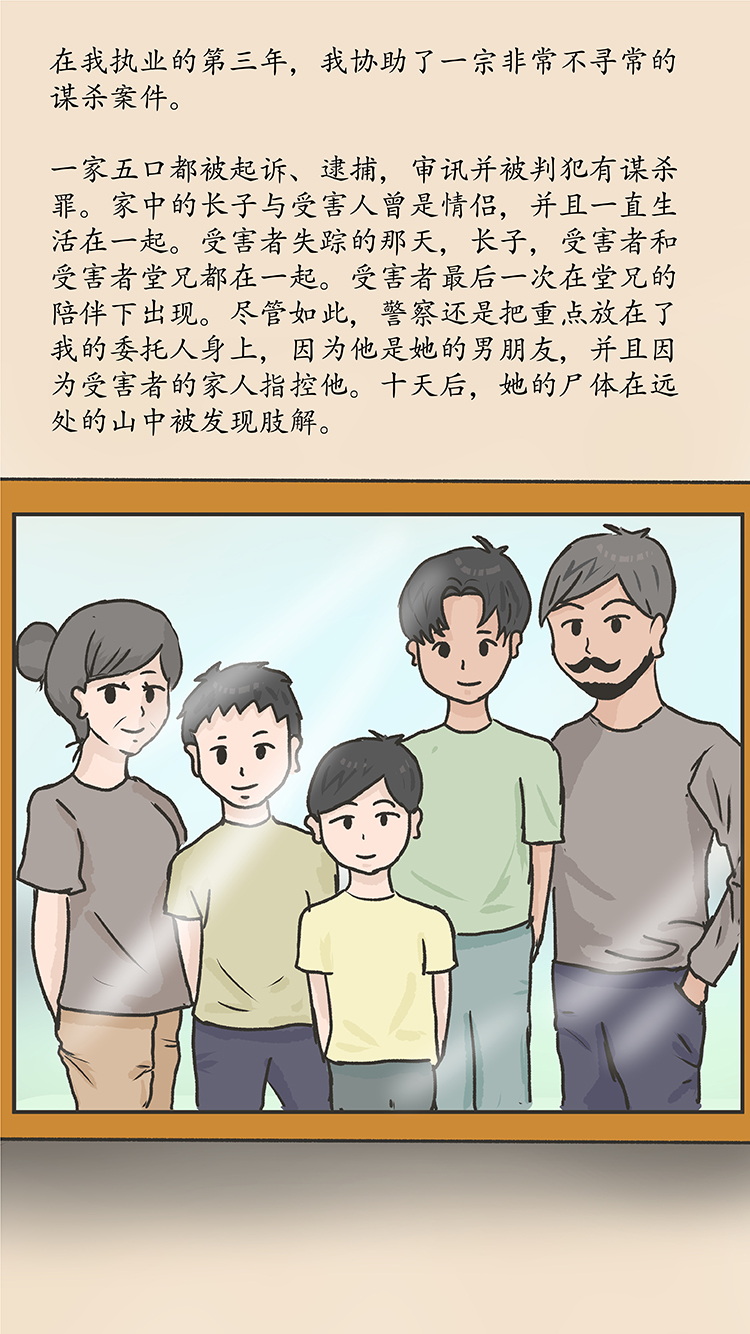 在我执业的第三年，我协助了一宗非常不寻常的
谋杀案件。
一家五口都被起诉、逮捕，审讯并被判犯有谋杀
罪。家中的长子与受害人曾是情侣，并且一直生
活在一起。受害者失踪的那天，长子，受害者和
受害者堂兄都在一起。受害者最后一次在堂兄的
陪伴下出现。尽管如此，警察还是把重点放在了
我的委托人身上，因为他是她的男朋友，并且因
为受害者的家人指控他。十天后，她的尸体在远
处的山中被发现肢解。